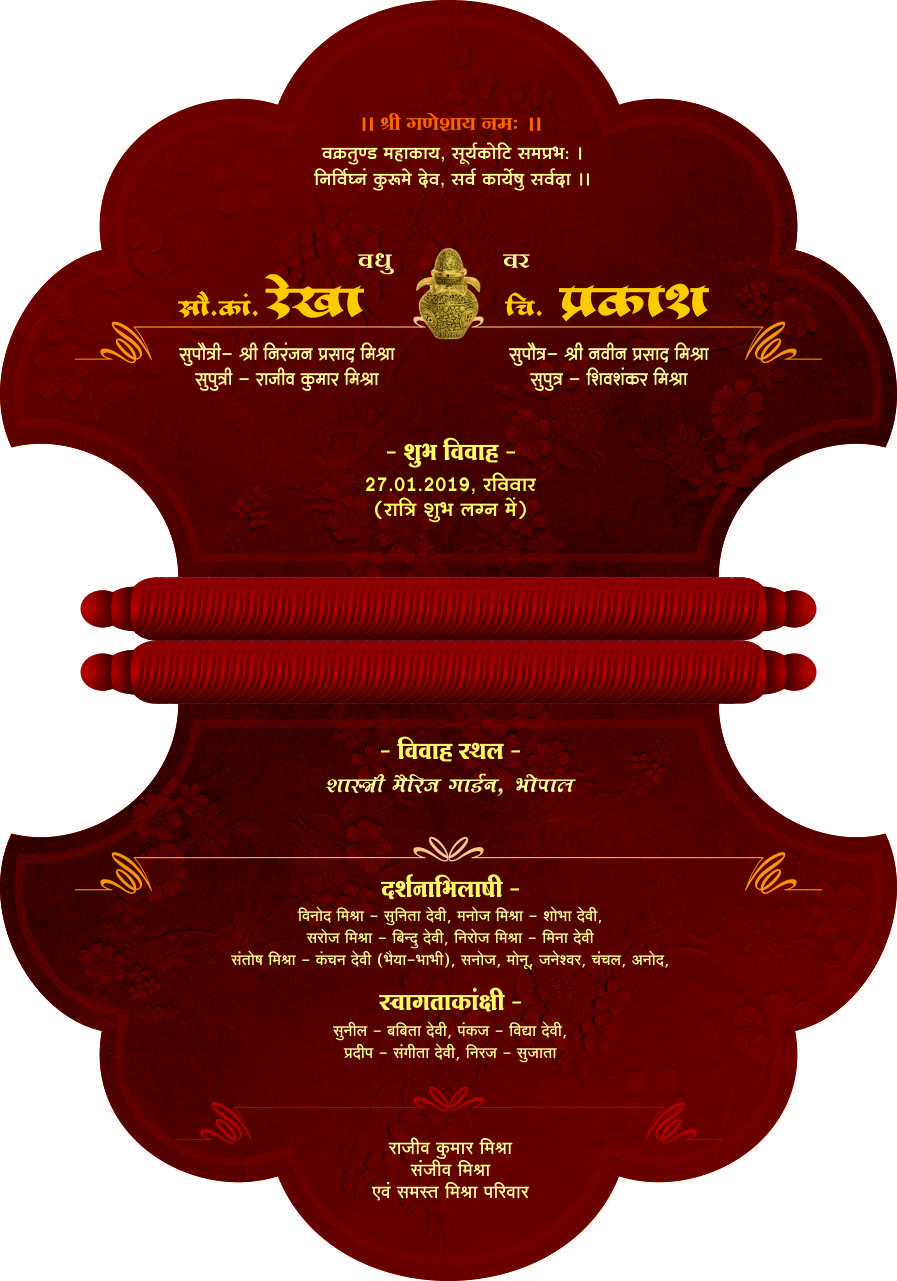 ।। श्री गणेशाय नमः ।।
वक्रतुण्ड महाकाय, सूर्यकोटि समप्रभः ।
निर्विघ्नं कुरूमे देव, सर्व कार्येषु सर्वदा ।।
वधु
वर
सौ.कां. रेखा
चि. प्रकाश
सुपौत्री- श्री निरंजन प्रसाद मिश्रा
सुपौत्र- श्री नवीन प्रसाद मिश्रा
सुपुत्री - राजीव कुमार मिश्रा
सुपुत्र - शिवशंकर मिश्रा
- शुभ विवाह -
27.01.2019, रविवार
(रात्रि शुभ लग्न में)
- विवाह स्थल -
शास्त्री मैरिज गार्डन, भोपाल
दर्शनाभिलाषी -
विनोद मिश्रा - सुनिता देवी, मनोज मिश्रा - शोभा देवी,
सरोज मिश्रा - बिन्दु देवी, निरोज मिश्रा - मिना देवी
संतोष मिश्रा - कंचन देवी (भैया-भाभी), सनोज, मोनू, जनेश्वर, चंचल, अनोद,
स्वागताकांक्षी -
सुनील - बबिता देवी, पंकज - विद्या देवी,
प्रदीप - संगीता देवी, निरज - सुजाता
राजीव कुमार मिश्रा
संजीव मिश्रा
एवं समस्त मिश्रा परिवार